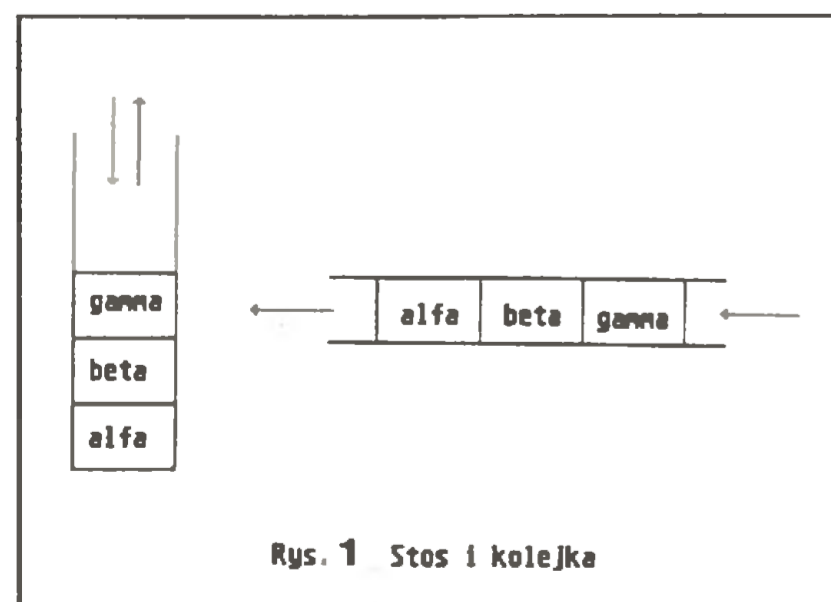 gamma
beta
alfa
alfa beta gamma
Rys. 1 Stos i kolejka